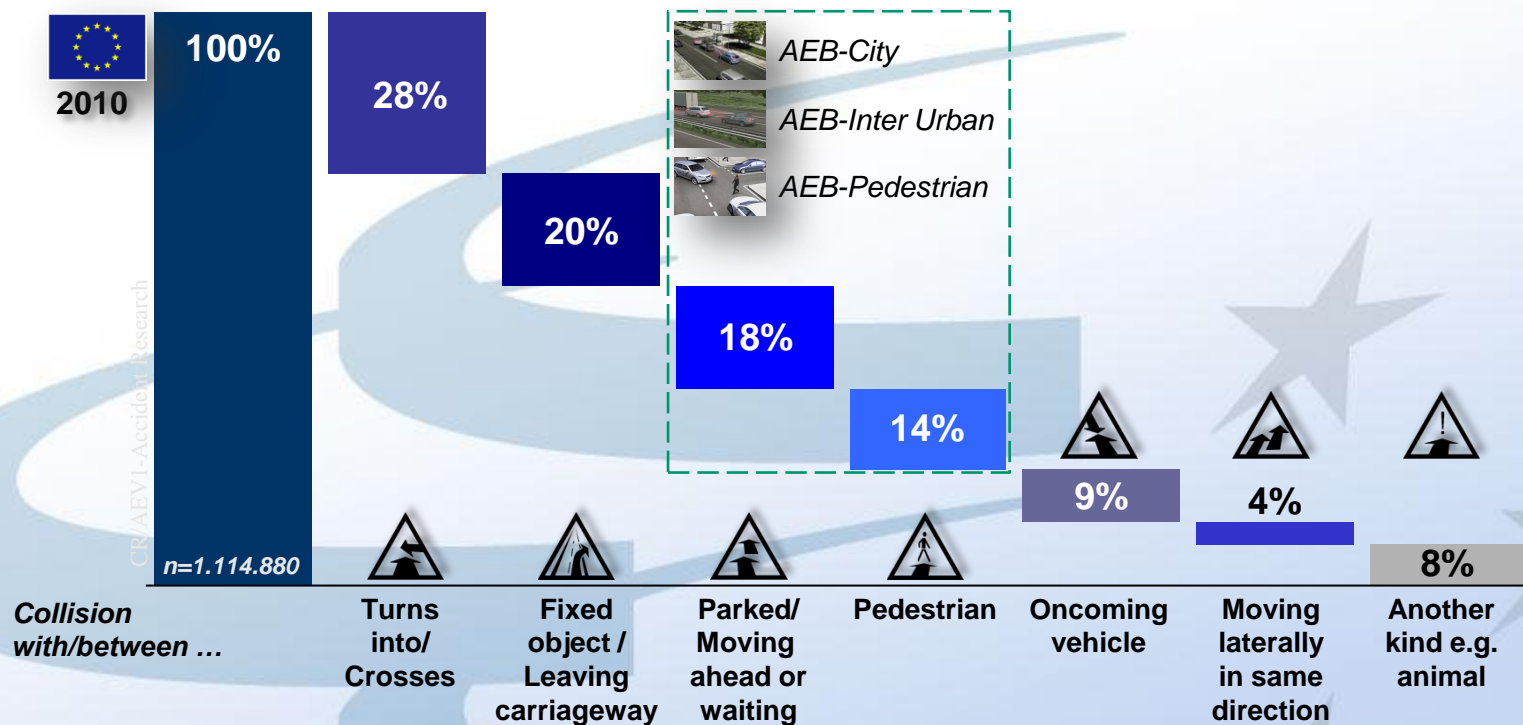 100%
2010
28%
AEB-City
AEB-Inter Urban
AEB-Pedestrian
20%
18%
14%
9%
4%
8%
CR/AEV1-Accident Research
n=1.114.880
Collision
with/between …
Turns
into/
Crosses
Fixed
object /
Leaving
carriageway
Parked/
Moving
ahead or
waiting
Pedestrian
Oncoming
vehicle
Moving
laterally
in same
direction
Another
kind e.g.
animal